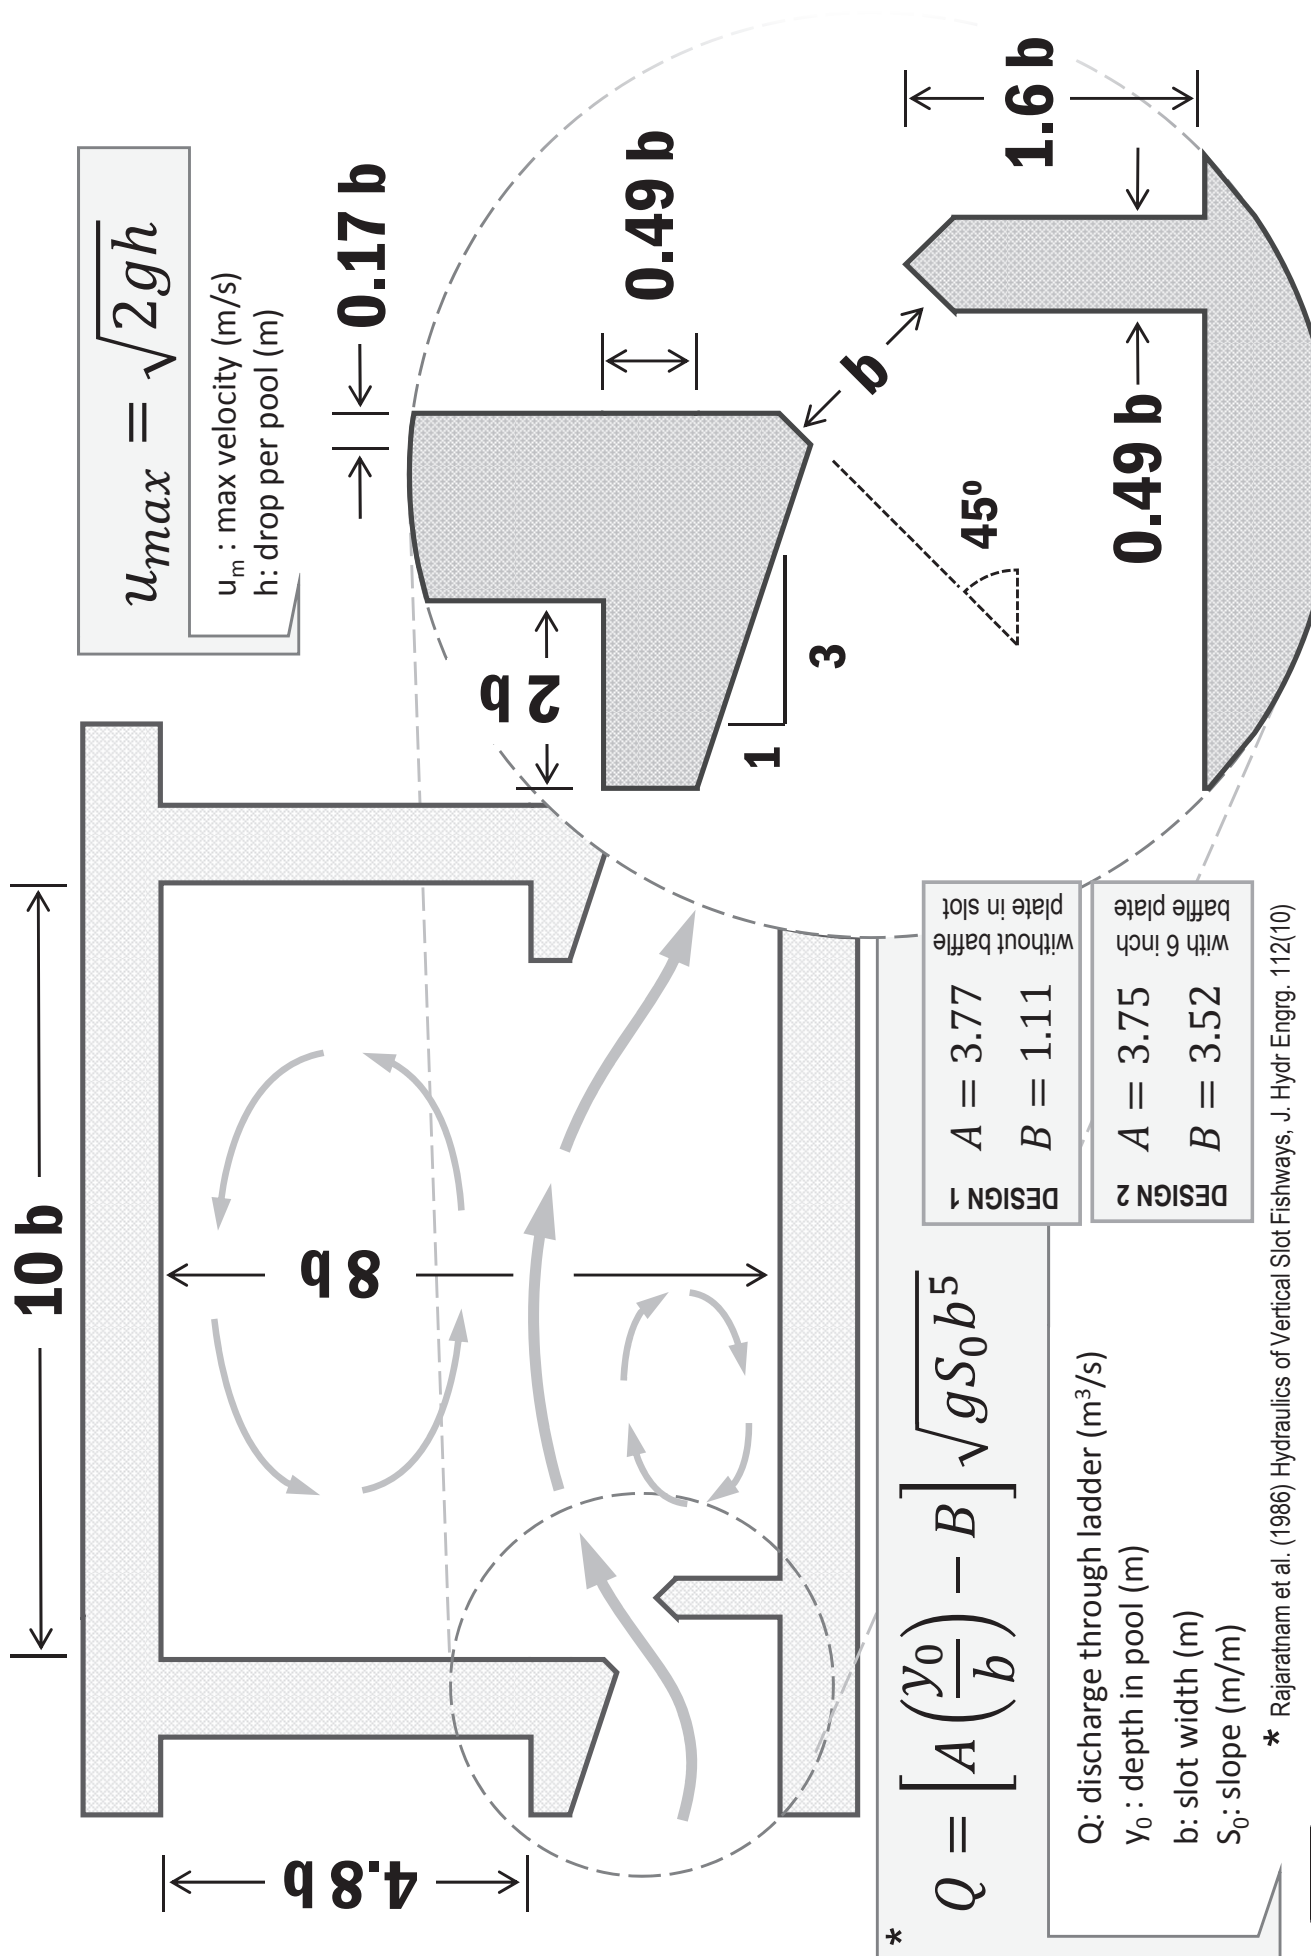 10 b
4.8 b
8 b
u_max = √2gh
u_m : max velocity (m/s)
h: drop per pool (m)
0.17 b
2 b
0.49 b
1
3
b
45⁰
1.6 b
0.49 b
* Q = [A (y₀/b) − B] √gS₀b⁵
Q: discharge through ladder (m³/s)
y₀ : depth in pool (m)
b: slot width (m)
S₀: slope (m/m)
DESIGN 1
A = 3.77
B = 1.11
without baffle
plate in slot
DESIGN 2
A = 3.75
B = 3.52
with 6 inch
baffle plate
* Rajaratnam et al. (1986) Hydraulics of Vertical Slot Fishways, J. Hydr Engrg. 112(10)